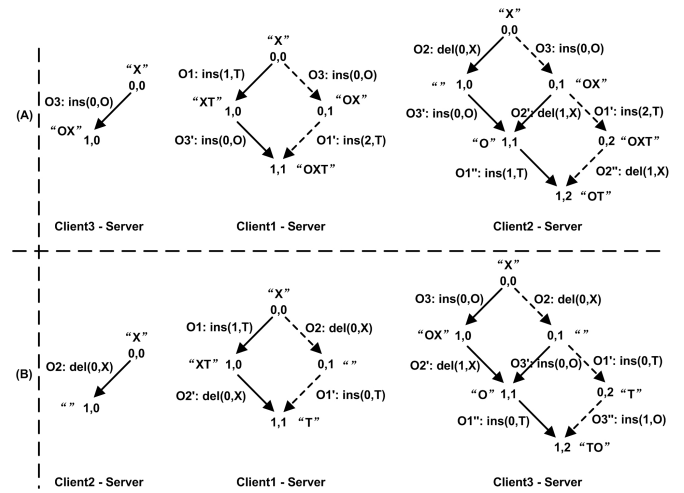 (A)
“X”
0,0
O3: ins(0,O)
“OX”
1,0
Client3 - Server
“X”
0,0
O1: ins(1,T)
O3: ins(0,O)
“XT”
1,0
“OX”
0,1
O3': ins(0,O)
O1': ins(2,T)
1,1
“OXT”
Client1 - Server
“X”
0,0
O2: del(0,X)
O3: ins(0,O)
“ ”
1,0
0,1
“OX”
O3': ins(0,O)
O2': del(1,X)
O1': ins(2,T)
“O”
1,1
0,2
“OXT”
O1'': ins(1,T)
O2'': del(1,X)
1,2
“OT”
Client2 - Server
(B)
“X”
0,0
O2: del(0,X)
“ ”
1,0
Client2 - Server
“X”
0,0
O1: ins(1,T)
O2: del(0,X)
“XT”
1,0
0,1
“ ”
O2': del(0,X)
O1': ins(0,T)
1,1
“T”
Client1 - Server
“X”
0,0
O3: ins(0,O)
O2: del(0,X)
“OX”
1,0
0,1
“ ”
O2': del(1,X)
O3': ins(0,O)
O1': ins(0,T)
“O”
1,1
0,2
“T”
O1'': ins(0,T)
O3'': ins(1,O)
1,2
“TO”
Client3 - Server